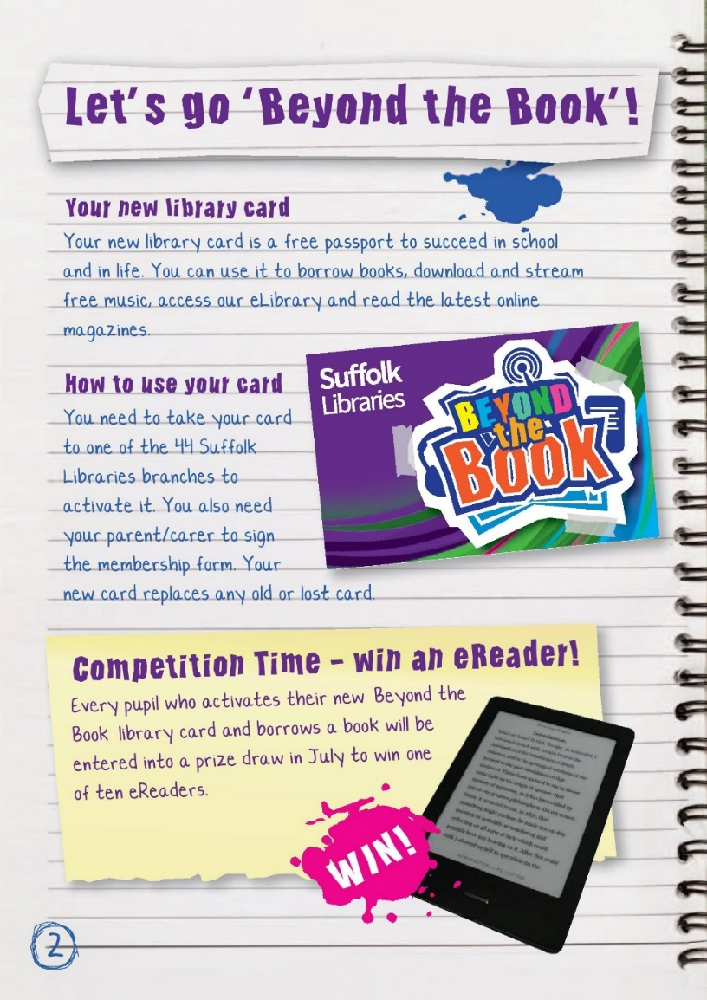 Let's go 'Beyond the Book'!
Your new library card
Your new library card is a free passport to succeed in school
and in life. You can use it to borrow books, download and stream
free music, access our eLibrary and read the latest online
magazines.
How to use your card
You need to take your card
to one of the 44 Suffolk
Libraries branches to
activate it. You also need
your parent/carer to sign
the membership form. Your
new card replaces any old or lost card.
Suffolk
Libraries
BEYOND
the
Book
Competition Time - win an eReader!
Every pupil who activates their new Beyond the
Book library card and borrows a book will be
entered into a prize draw in July to win one
of ten eReaders.
WIN!
Introduction.
2